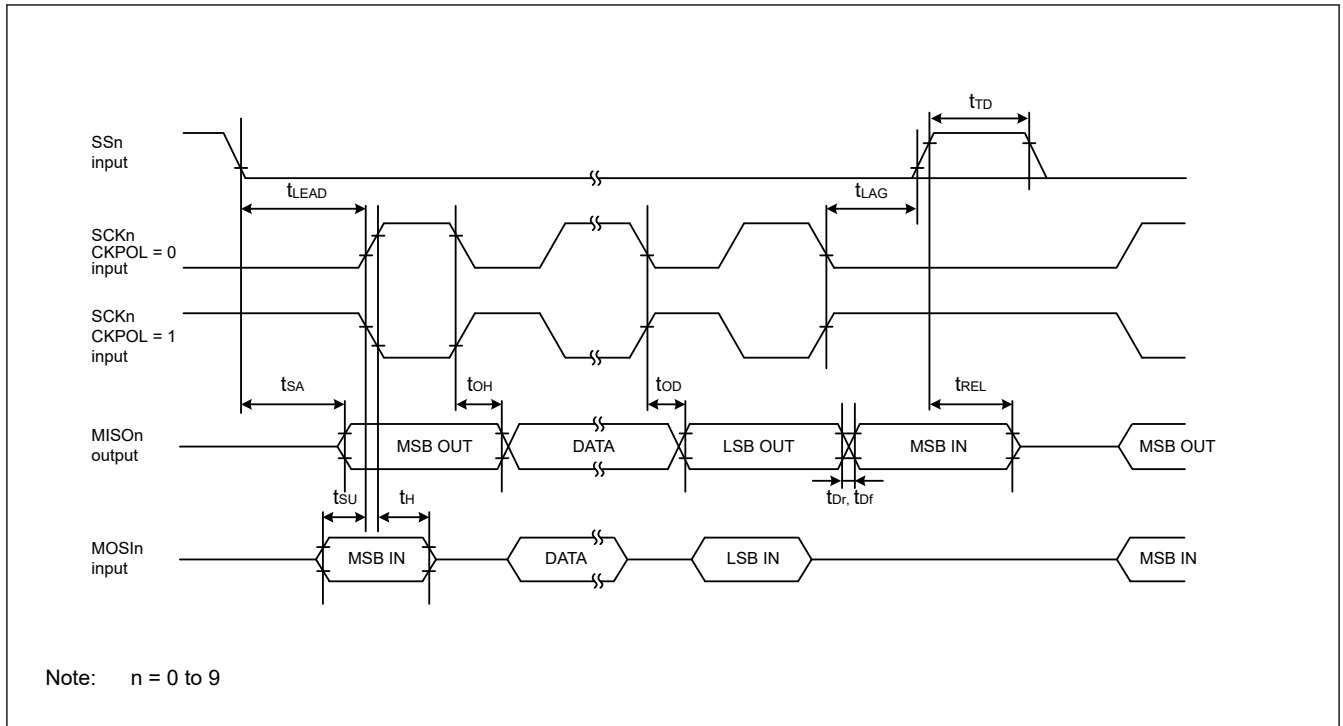 tTD
SSn
input
tLEAD
tLAG
SCKn
CKPOL = 0
input
SCKn
CKPOL = 1
input
tSA
tOH
tOD
tREL
MISOn
output
MSB OUT
DATA
LSB OUT
MSB IN
MSB OUT
tSU
tH
tDr, tDf
MOSIn
input
MSB IN
DATA
LSB IN
MSB IN
Note: n = 0 to 9